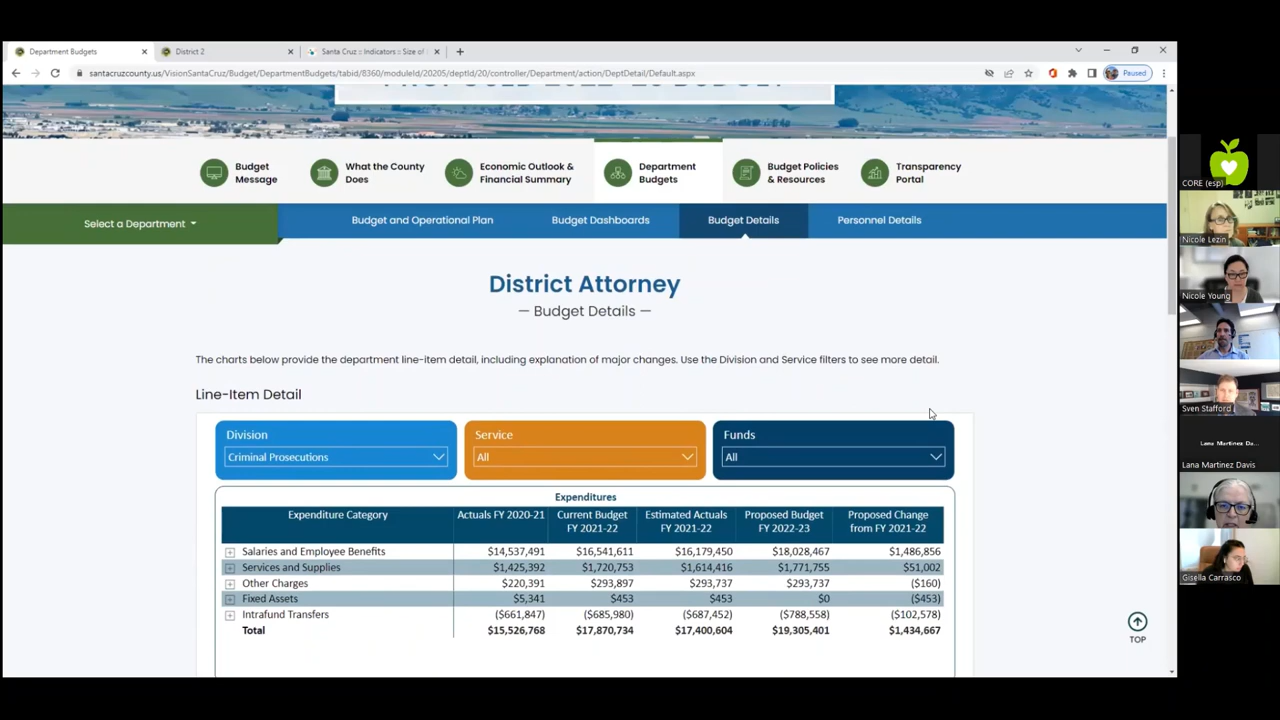 Department Budgets
District 2
Santa Cruz :: Indicators :: Size of
santacruzcounty.us/VisionSantaCruz/Budget/DepartmentBudgets/tabid/8360/moduleId/20205/deptId/20/controller/Department/action/DeptDetail/Default.aspx
Paused
PROPOSED 2022-23 BUDGET
Budget Message
What the County Does
Economic Outlook & Financial Summary
Department Budgets
Budget Policies & Resources
Transparency Portal
Select a Department
Budget and Operational Plan
Budget Dashboards
Budget Details
Personnel Details
District Attorney
— Budget Details —
The charts below provide the department line-item detail, including explanation of major changes. Use the Division and Service filters to see more detail.
Line-Item Detail
Division
Criminal Prosecutions
Service
All
Funds
All
Expenditures
Expenditure Category Actuals FY 2020-21 Current Budget FY 2021-22 Estimated Actuals FY 2021-22 Proposed Budget FY 2022-23 Proposed Change from FY 2021-22
Salaries and Employee Benefits $14,537,491 $16,541,611 $16,179,450 $18,028,467 $1,486,856
Services and Supplies $1,425,392 $1,720,753 $1,614,416 $1,771,755 $51,002
Other Charges $220,391 $293,897 $293,737 $293,737 ($160)
Fixed Assets $5,341 $453 $453 $0 ($453)
Intrafund Transfers ($661,847) ($685,980) ($687,452) ($788,558) ($102,578)
Total $15,526,768 $17,870,734 $17,400,604 $19,305,401 $1,434,667
TOP
CORE (esp)
Nicole Lezin
Nicole Young
Sven Stafford
Lana Martinez Da...
Lana Martinez Davis
Gisella Carrasco